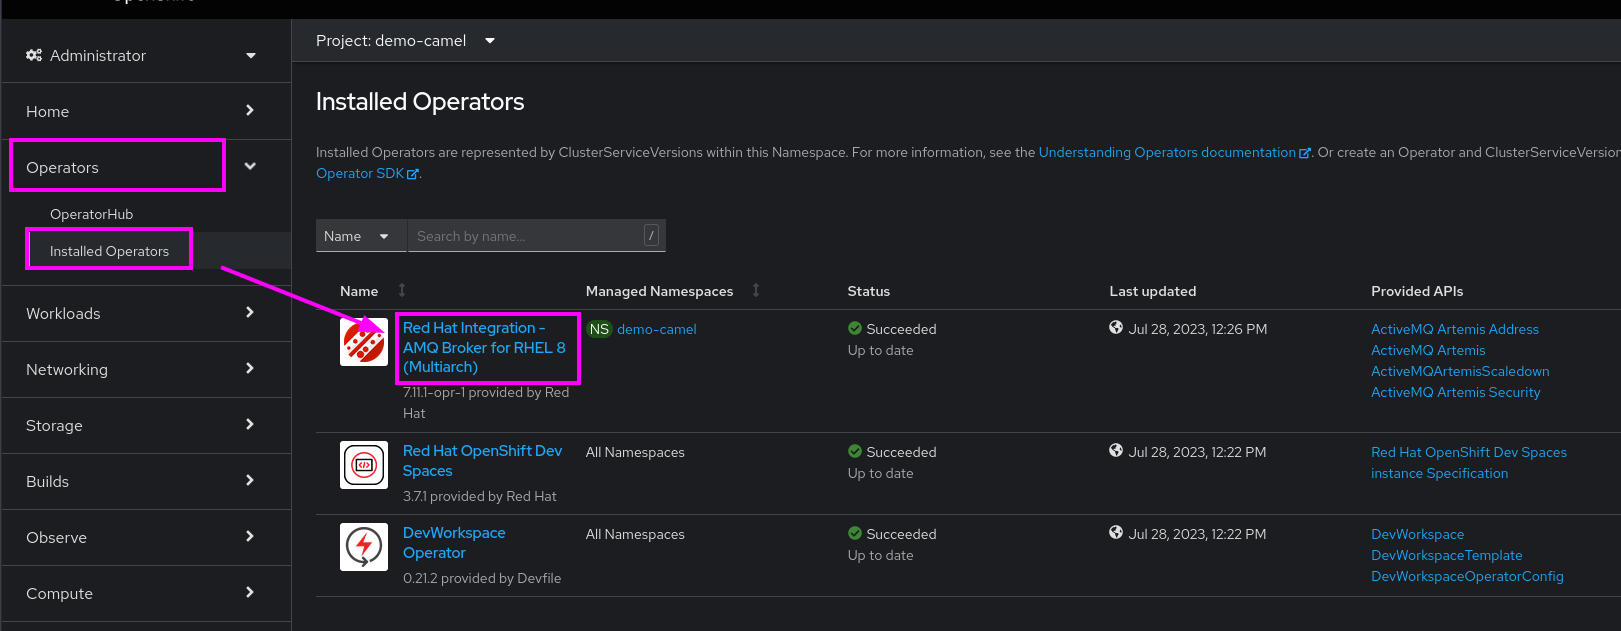 Administrator
Project: demo-camel
Home
Operators
OperatorHub
Installed Operators
Workloads
Networking
Storage
Builds
Observe
Compute
Installed Operators
Installed Operators are represented by ClusterServiceVersions within this Namespace. For more information, see the Understanding Operators documentation. Or create an Operator and ClusterServiceVersion
Operator SDK.
Name Search by name... /
Name Managed Namespaces Status Last updated Provided APIs
Red Hat Integration -
AMQ Broker for RHEL 8
(Multiarch)
7.11.1-opr-1 provided by Red
Hat
NS demo-camel
Succeeded
Up to date
Jul 28, 2023, 12:26 PM
ActiveMQ Artemis Address
ActiveMQ Artemis
ActiveMQArtemisScaledown
ActiveMQ Artemis Security
Red Hat OpenShift Dev
Spaces
3.7.1 provided by Red Hat
All Namespaces
Succeeded
Up to date
Jul 28, 2023, 12:22 PM
Red Hat OpenShift Dev Spaces
instance Specification
DevWorkspace
Operator
0.21.2 provided by Devfile
All Namespaces
Succeeded
Up to date
Jul 28, 2023, 12:22 PM
DevWorkspace
DevWorkspaceTemplate
DevWorkspaceOperatorConfig